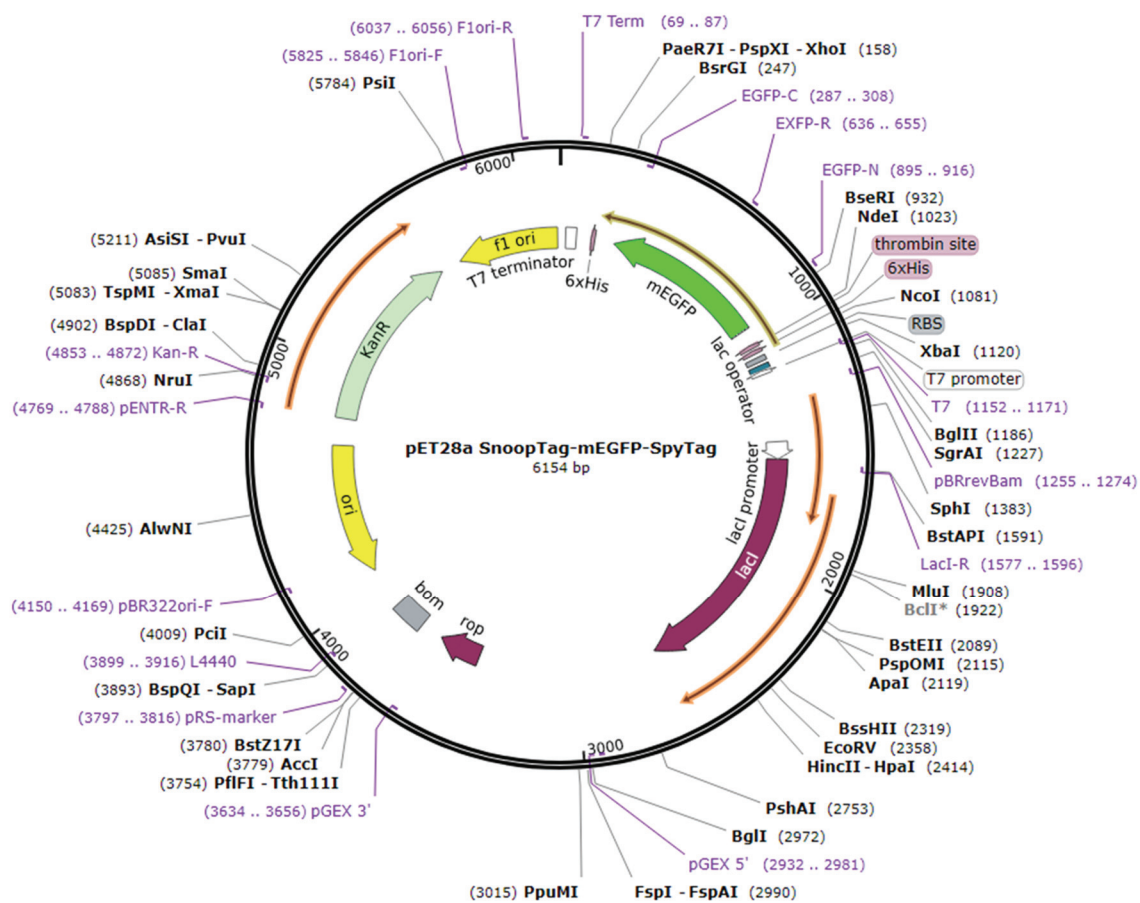 (6037 .. 6056) F1ori-R
T7 Term (69 .. 87)
(5825 .. 5846) F1ori-F
PaeR7I - PspXI - XhoI (158)
(5784) PsiI
BsrGI (247)
EGFP-C (287 .. 308)
EXFP-R (636 .. 655)
6000
EGFP-N (895 .. 916)
BseRI (932)
NdeI (1023)
(5211) AsiSI - PvuI
thrombin site
(5085) SmaI
6xHis
(5083) TspMI - XmaI
1000
NcoI (1081)
(4902) BspDI - ClaI
RBS
(4853 .. 4872) Kan-R
5000
XbaI (1120)
(4868) NruI
T7 promoter
(4769 .. 4788) pENTR-R
T7 (1152 .. 1171)
f1 ori
T7 terminator
6xHis
mEGFP
KanR
lac operator
BglII (1186)
SgrAI (1227)
pET28a SnoopTag-mEGFP-SpyTag
6154 bp
pBRrevBam (1255 .. 1274)
lacI promoter
ori
SphI (1383)
(4425) AlwNI
BstAPI (1591)
lacI
LacI-R (1577 .. 1596)
2000
MluI (1908)
(4150 .. 4169) pBR322ori-F
BclI* (1922)
bom
rop
(4009) PciI
4000
BstEII (2089)
(3899 .. 3916) L4440
PspOMI (2115)
(3893) BspQI - SapI
ApaI (2119)
(3797 .. 3816) pRS-marker
BssHII (2319)
(3780) BstZ17I
3000
EcoRV (2358)
(3779) AccI
HincII - HpaI (2414)
(3754) PflFI - Tth111I
(3634 .. 3656) pGEX 3'
PshAI (2753)
BglI (2972)
pGEX 5' (2932 .. 2981)
(3015) PpuMI
FspI - FspAI (2990)